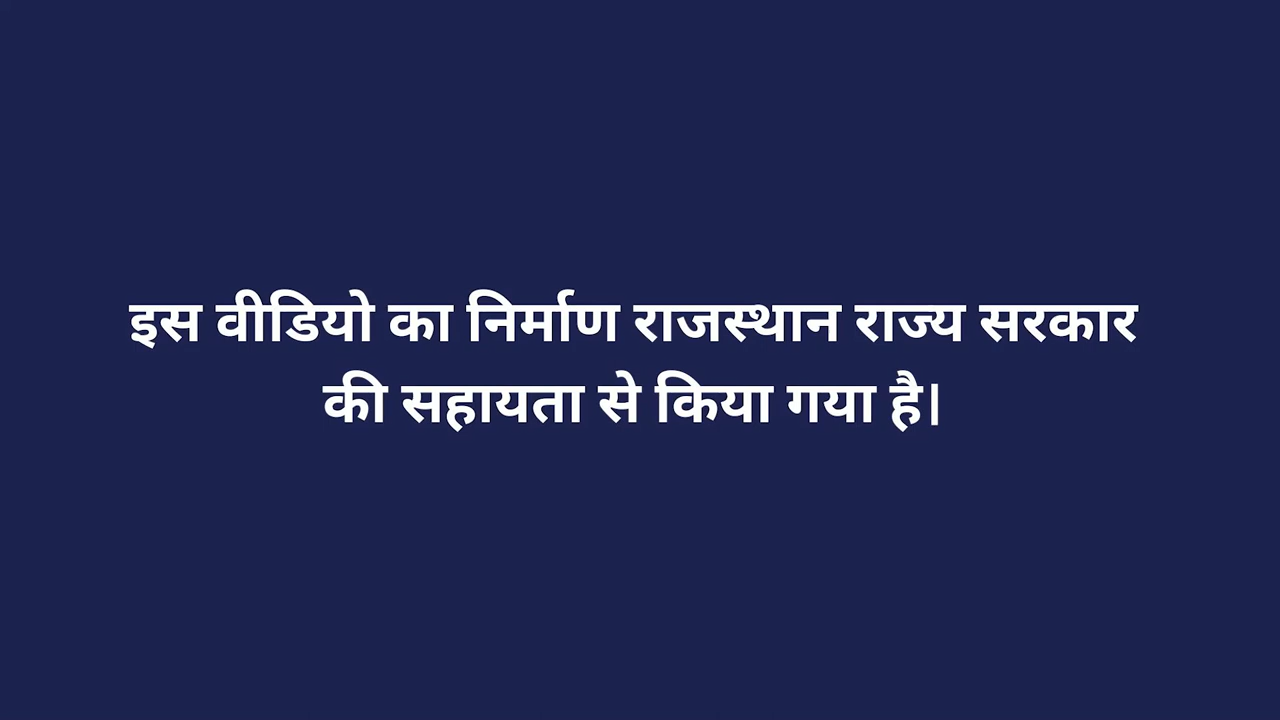 इस वीडियो का निर्माण राजस्थान राज्य सरकार
की सहायता से किया गया है।